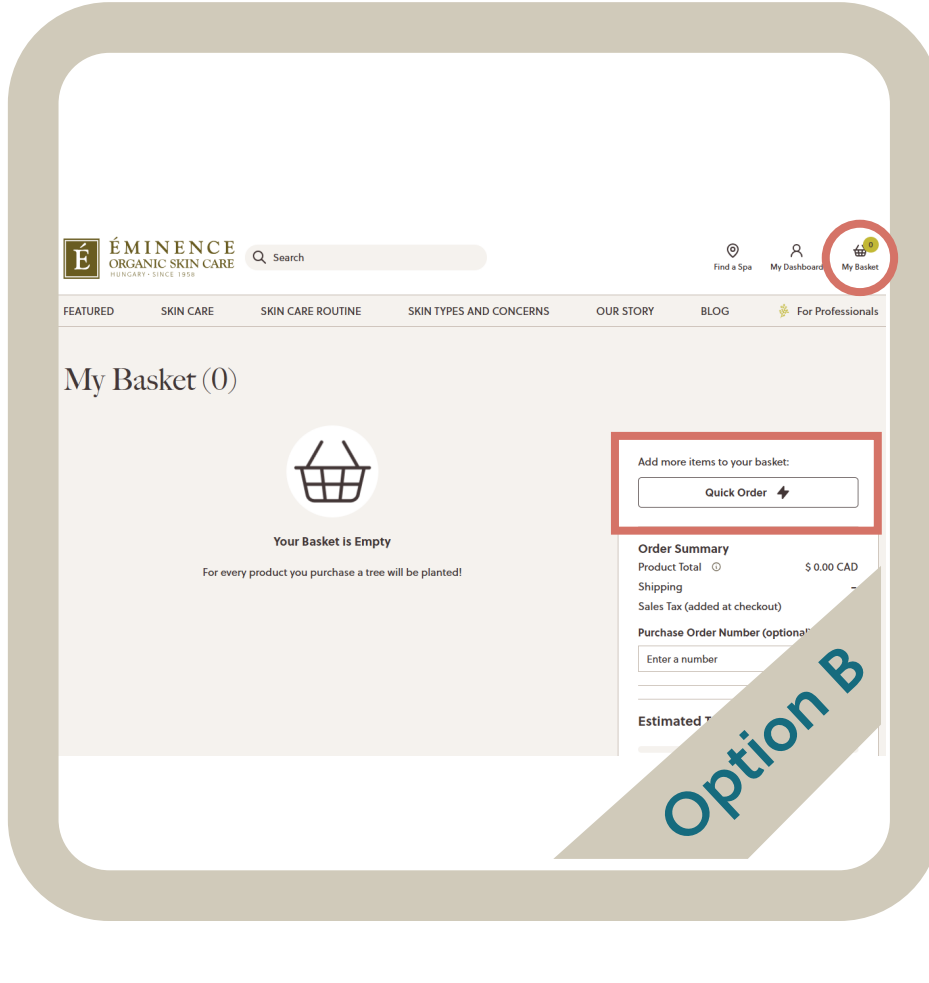 É
ÉMINENCE
ORGANIC SKIN CARE
HUNGARY · SINCE 1958
Search
Find a Spa
My Dashboard
0
My Basket
FEATURED
SKIN CARE
SKIN CARE ROUTINE
SKIN TYPES AND CONCERNS
OUR STORY
BLOG
For Professionals
My Basket (0)
Your Basket is Empty
For every product you purchase a tree will be planted!
Add more items to your basket:
Quick Order
Order Summary
Product Total $ 0.00 CAD
Shipping –
Sales Tax (added at checkout)
Purchase Order Number (optional
Enter a number
Estimated T
Option B